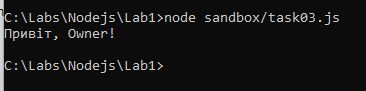 C:\Labs\Nodejs\Lab1>node sandbox/task03.js
Привіт, Owner!
C:\Labs\Nodejs\Lab1>